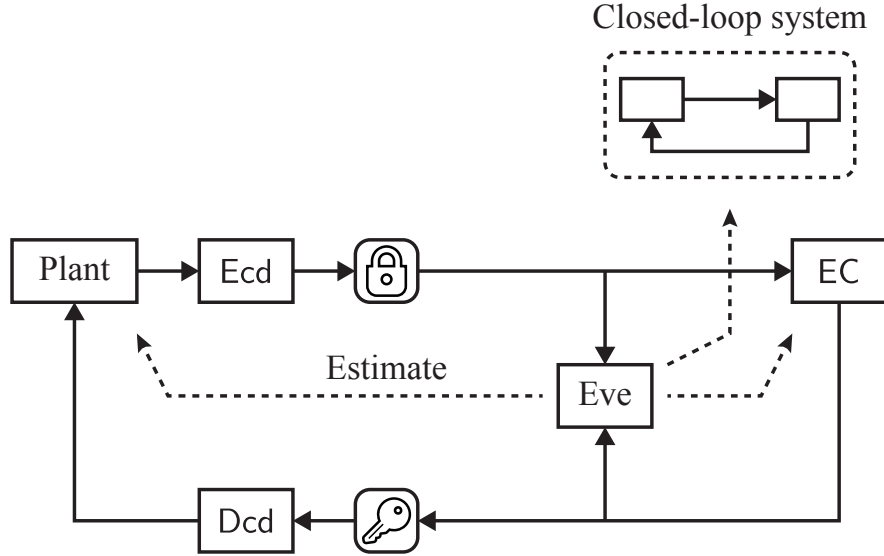 Closed-loop system
Plant
Ecd
EC
Estimate
Eve
Dcd